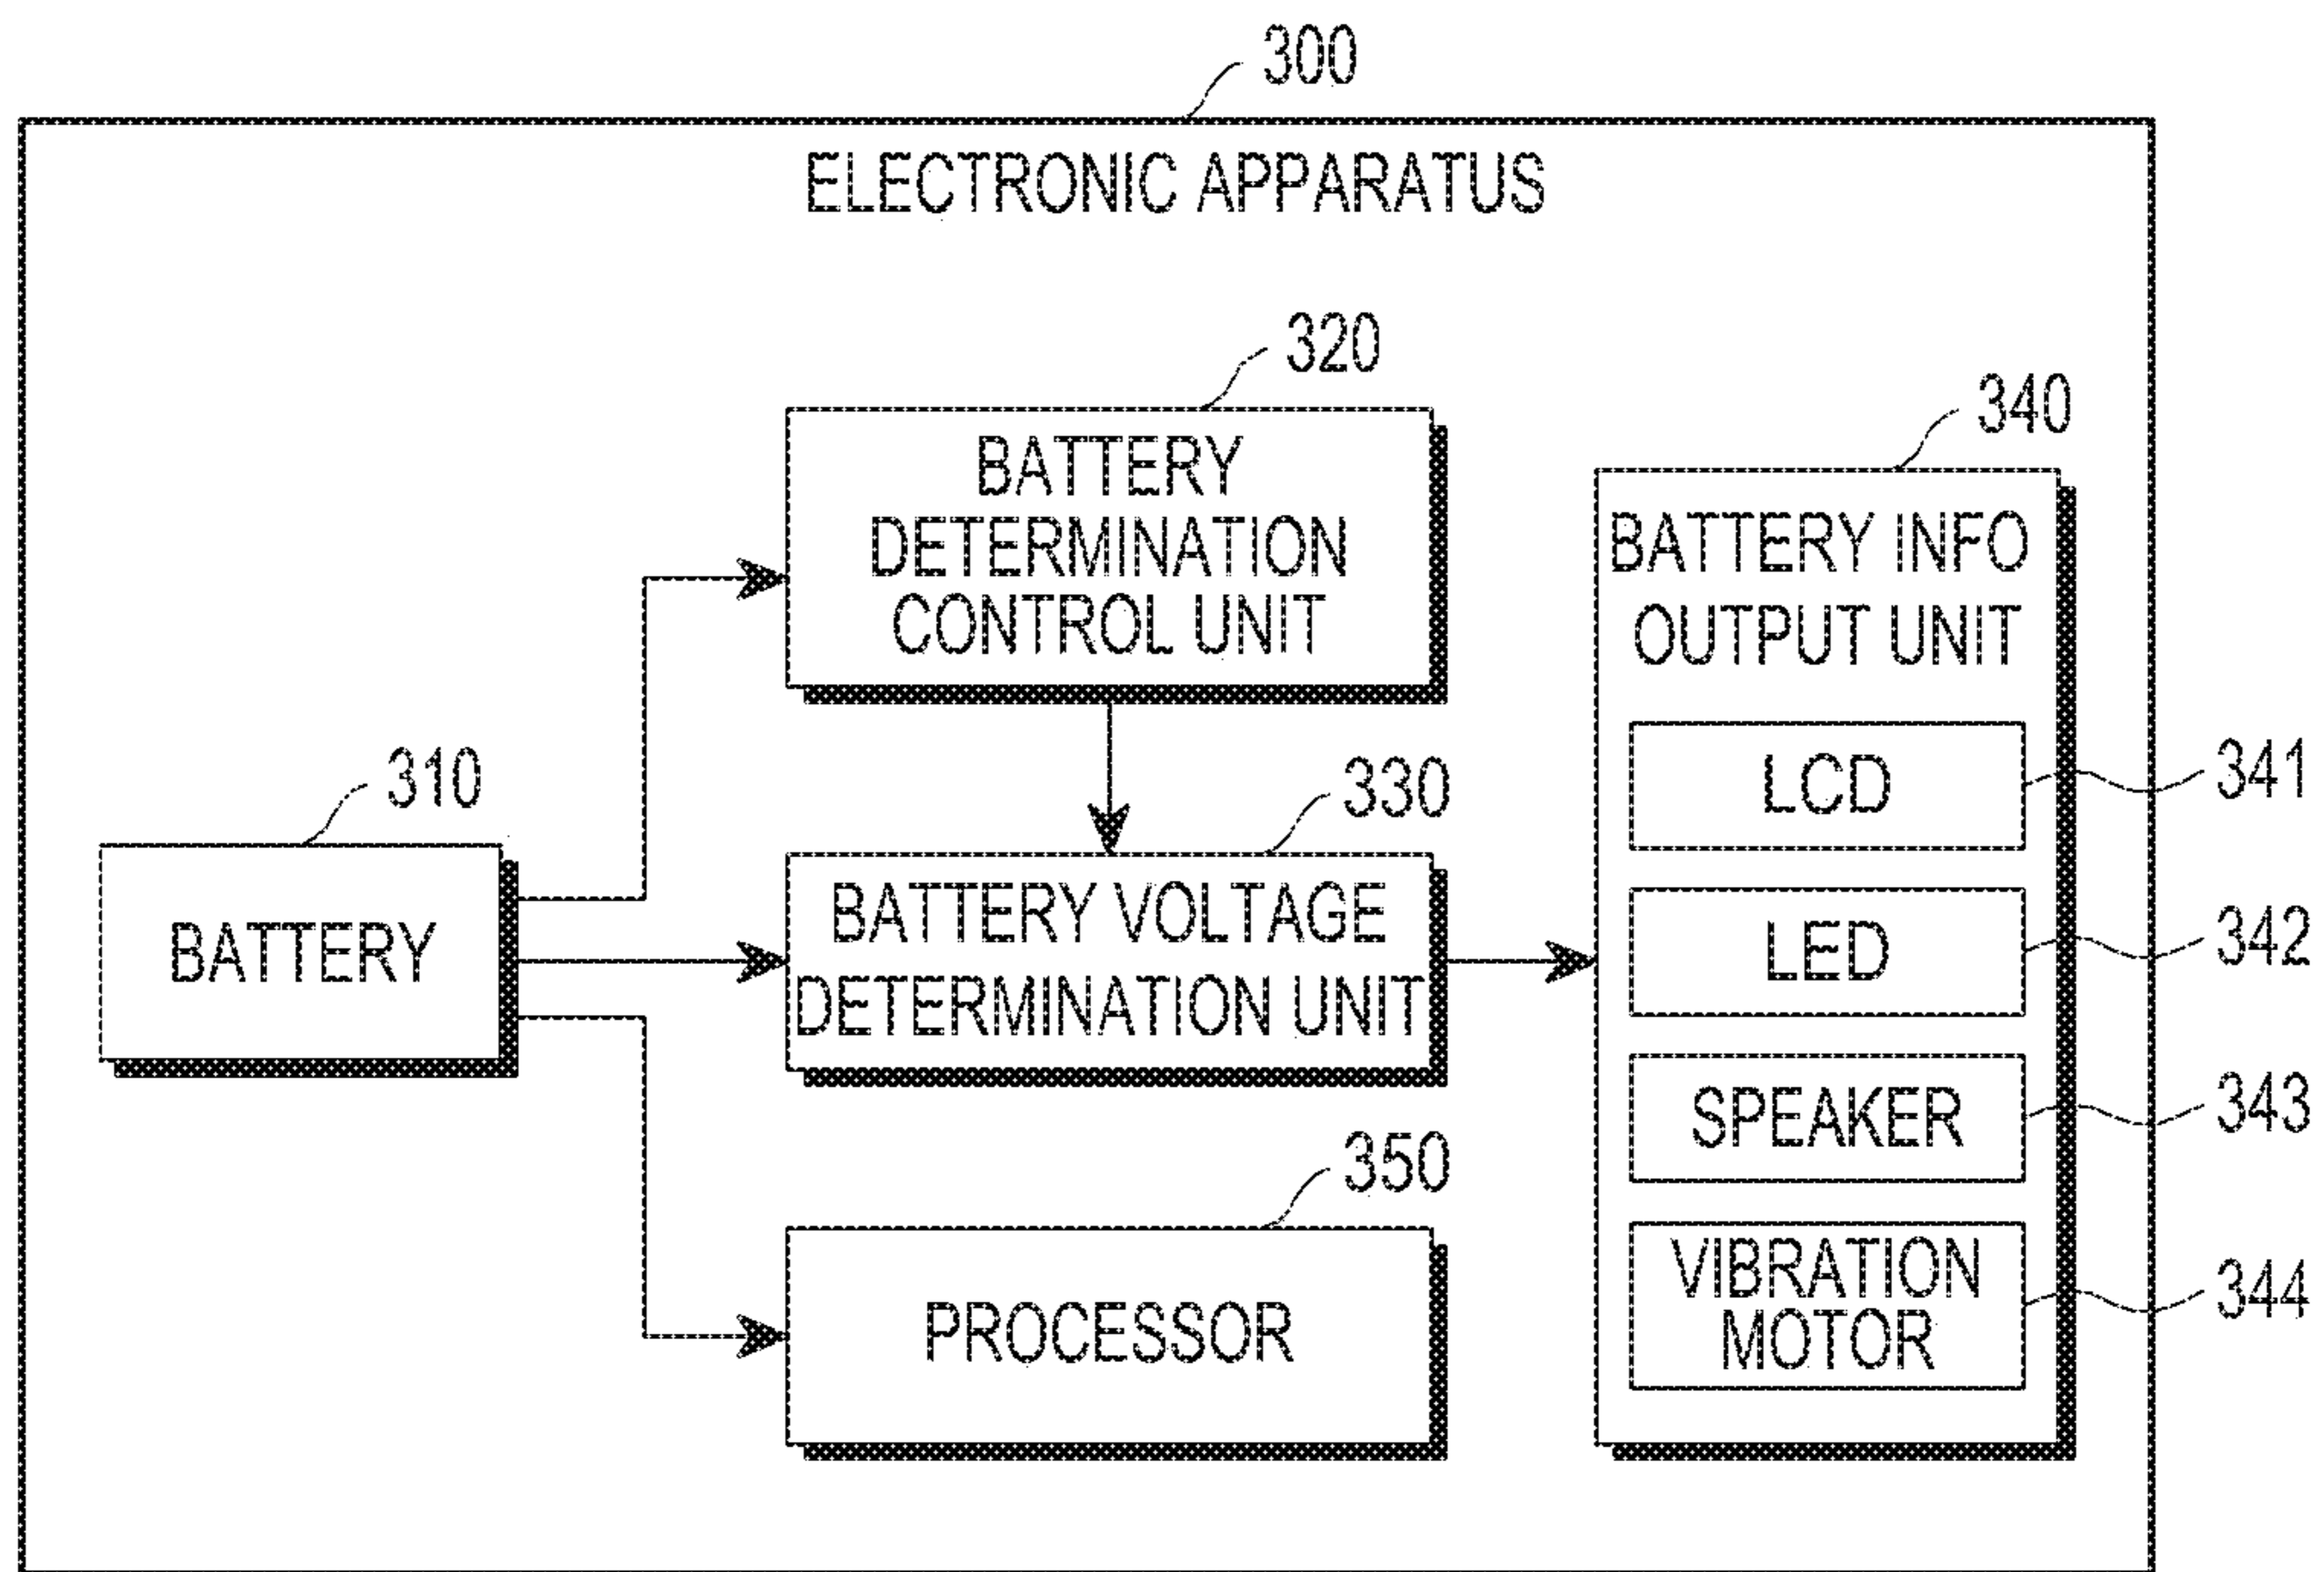 300
ELECTRONIC APPARATUS
320
BATTERY
DETERMINATION
CONTROL UNIT
340
BATTERY INFO
OUTPUT UNIT
LCD
341
LED
342
SPEAKER
343
VIBRATION
MOTOR
344
310
BATTERY
330
BATTERY VOLTAGE
DETERMINATION UNIT
350
PROCESSOR